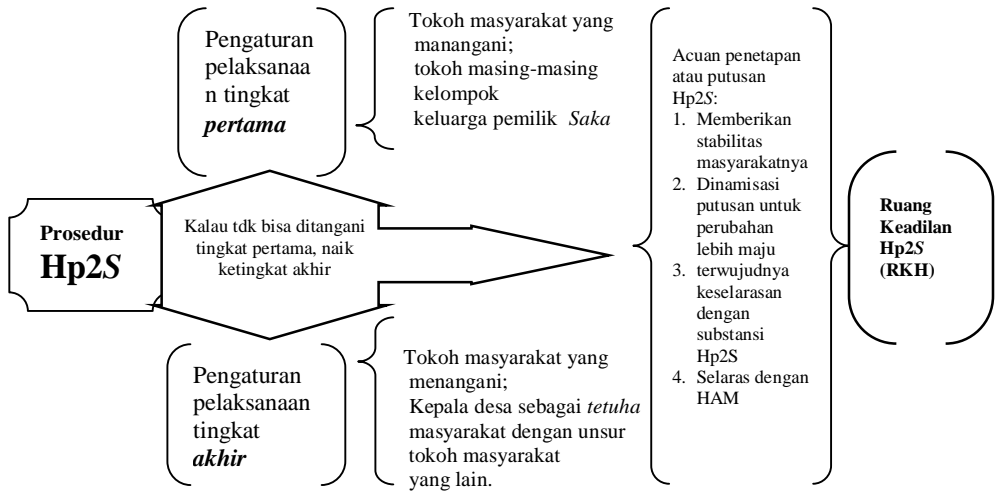 Prosedur
Hp2S
Pengaturan
pelaksanaa
n tingkat
pertama
Tokoh masyarakat yang
manangani;
tokoh masing-masing
kelompok
keluarga pemilik Saka
Kalau tdk bisa ditangani
tingkat pertama, naik
ketingkat akhir
Pengaturan
pelaksanaan
tingkat
akhir
Tokoh masyarakat yang
menangani;
Kepala desa sebagai tetuha
masyarakat dengan unsur
tokoh masyarakat
yang lain.
Acuan penetapan
atau putusan
Hp2S:
1. Memberikan
stabilitas
masyarakatnya
2. Dinamisasi
putusan untuk
perubahan
lebih maju
3. terwujudnya
keselarasan
dengan
substansi
Hp2S
4. Selaras dengan
HAM
Ruang
Keadilan
Hp2S
(RKH)